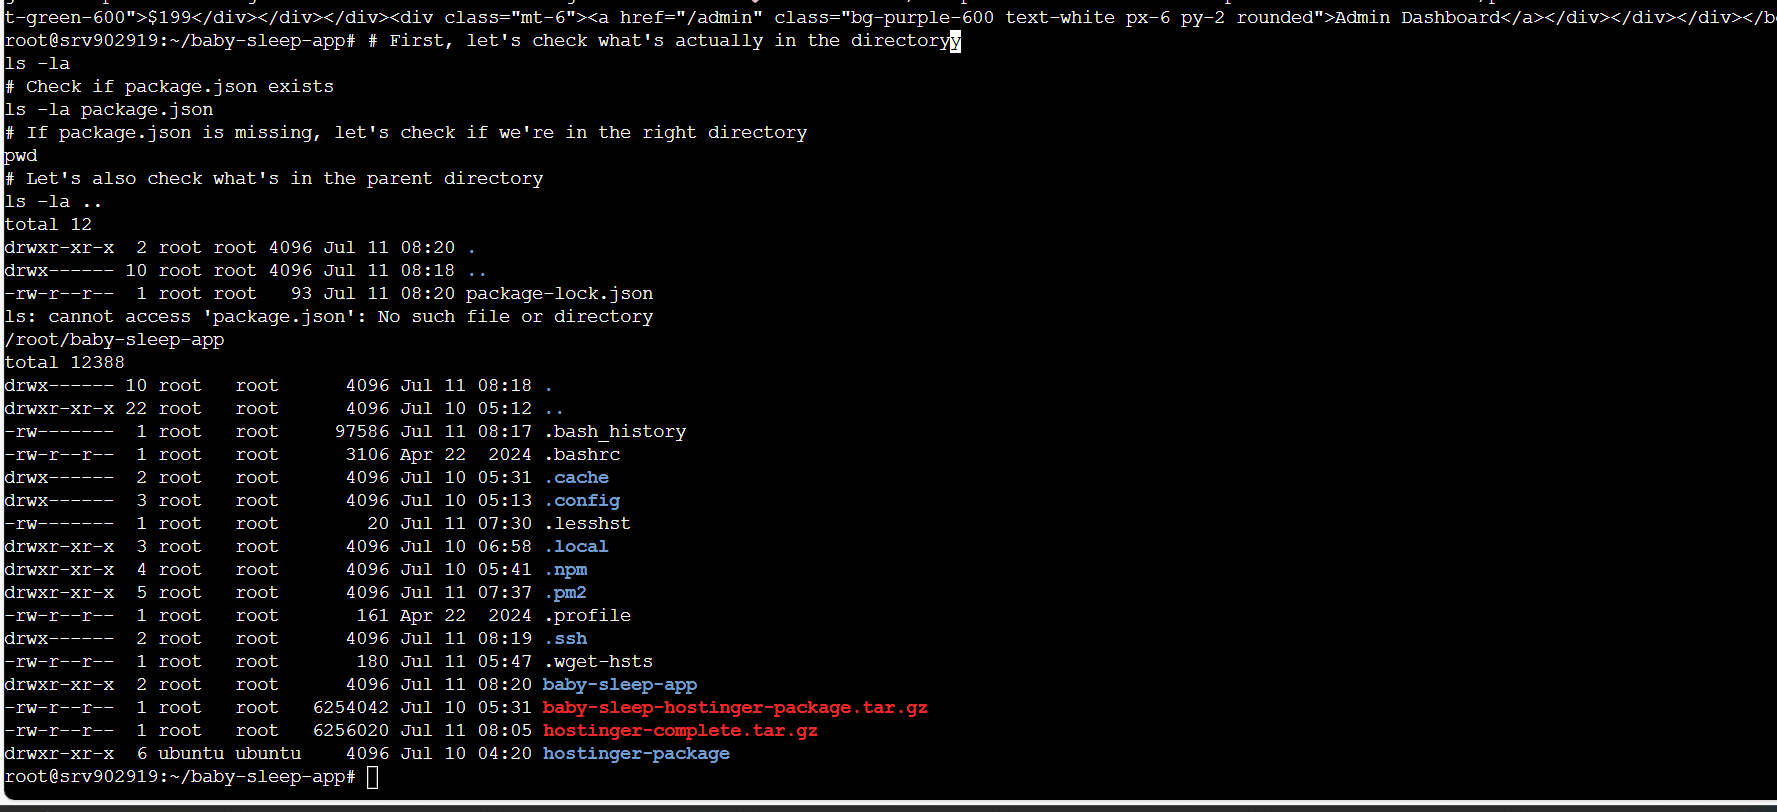 t-green-600">$199</div></div></div><div class="mt-6"><a href="/admin" class="bg-purple-600 text-white px-6 py-2 rounded">Admin Dashboard</a></div></div></div></b
root@srv902919:~/baby-sleep-app# # First, let's check what's actually in the directoryy
ls -la
# Check if package.json exists
ls -la package.json
# If package.json is missing, let's check if we're in the right directory
pwd
# Let's also check what's in the parent directory
ls -la ..
total 12
drwxr-xr-x  2 root root 4096 Jul 11 08:20 .
drwx------ 10 root root 4096 Jul 11 08:18 ..
-rw-r--r--  1 root root   93 Jul 11 08:20 package-lock.json
ls: cannot access 'package.json': No such file or directory
/root/baby-sleep-app
total 12388
drwx------ 10 root   root      4096 Jul 11 08:18 .
drwxr-xr-x 22 root   root      4096 Jul 10 05:12 ..
-rw-------  1 root   root     97586 Jul 11 08:17 .bash_history
-rw-r--r--  1 root   root      3106 Apr 22  2024 .bashrc
drwx------  2 root   root      4096 Jul 10 05:31 .cache
drwx------  3 root   root      4096 Jul 10 05:13 .config
-rw-------  1 root   root        20 Jul 11 07:30 .lesshst
drwxr-xr-x  3 root   root      4096 Jul 10 06:58 .local
drwxr-xr-x  4 root   root      4096 Jul 10 05:41 .npm
drwxr-xr-x  5 root   root      4096 Jul 11 07:37 .pm2
-rw-r--r--  1 root   root       161 Apr 22  2024 .profile
drwx------  2 root   root      4096 Jul 11 08:19 .ssh
-rw-r--r--  1 root   root       180 Jul 11 05:47 .wget-hsts
drwxr-xr-x  2 root   root      4096 Jul 11 08:20 baby-sleep-app
-rw-r--r--  1 root   root   6254042 Jul 10 05:31 baby-sleep-hostinger-package.tar.gz
-rw-r--r--  1 root   root   6256020 Jul 11 08:05 hostinger-complete.tar.gz
drwxr-xr-x  6 ubuntu ubuntu    4096 Jul 10 04:20 hostinger-package
root@srv902919:~/baby-sleep-app#